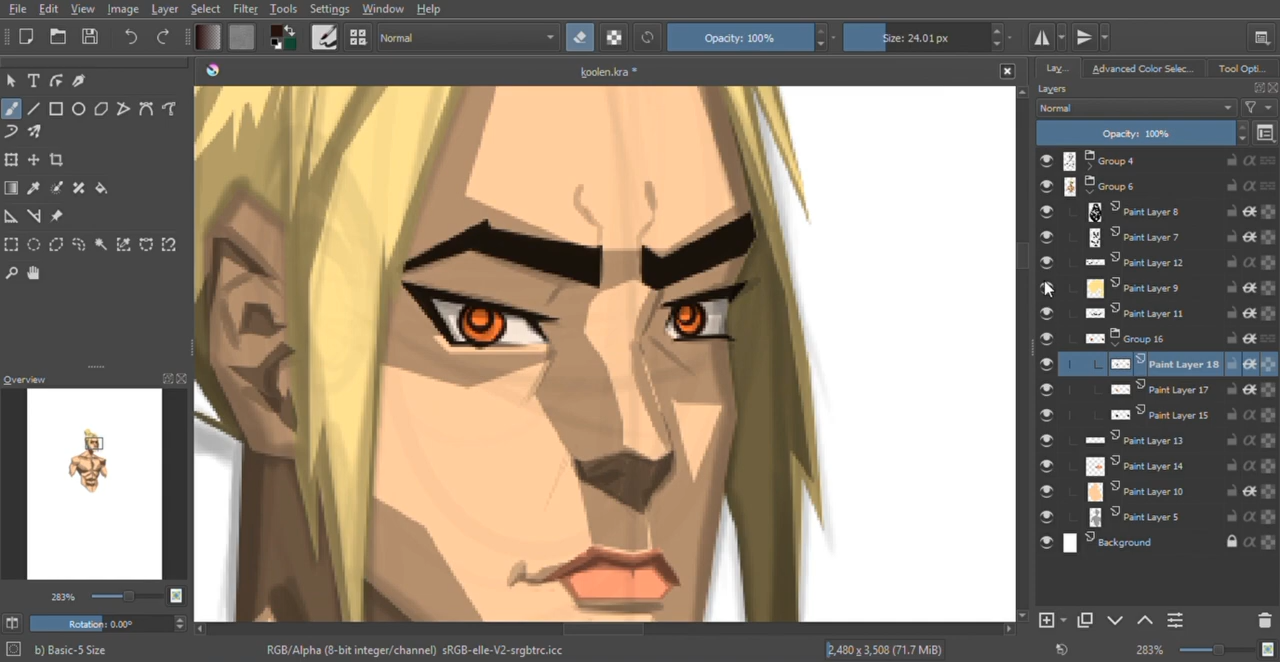 File Edit View Image Layer Select Filter Tools Settings Window Help
Normal Opacity: 100% Size: 24.01 px
koolen.kra *
Lay... Advanced Color Selec... Tool Opti...
Layers
Normal
Opacity: 100%
Group 4
Group 6
Paint Layer 8
Paint Layer 7
Paint Layer 12
Paint Layer 9
Paint Layer 11
Group 16
Paint Layer 18
Paint Layer 17
Paint Layer 15
Paint Layer 13
Paint Layer 14
Paint Layer 10
Paint Layer 5
Background
Overview
283%
Rotation: 0.00°
b) Basic-5 Size RGB/Alpha (8-bit integer/channel) sRGB-elle-V2-srgbtrc.icc 2,480 x 3,508 (71.7 MiB) 283%